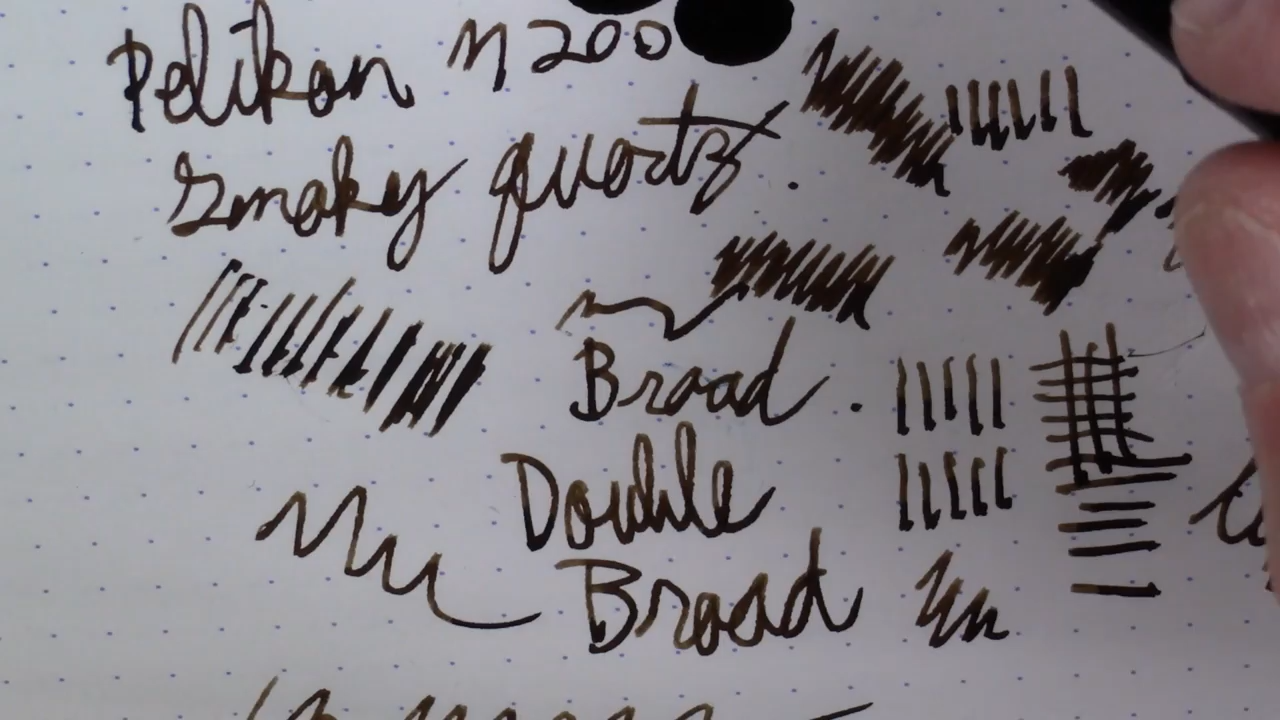 Pelikan M200
Smoky quartz.
Broad.
Double
Broad